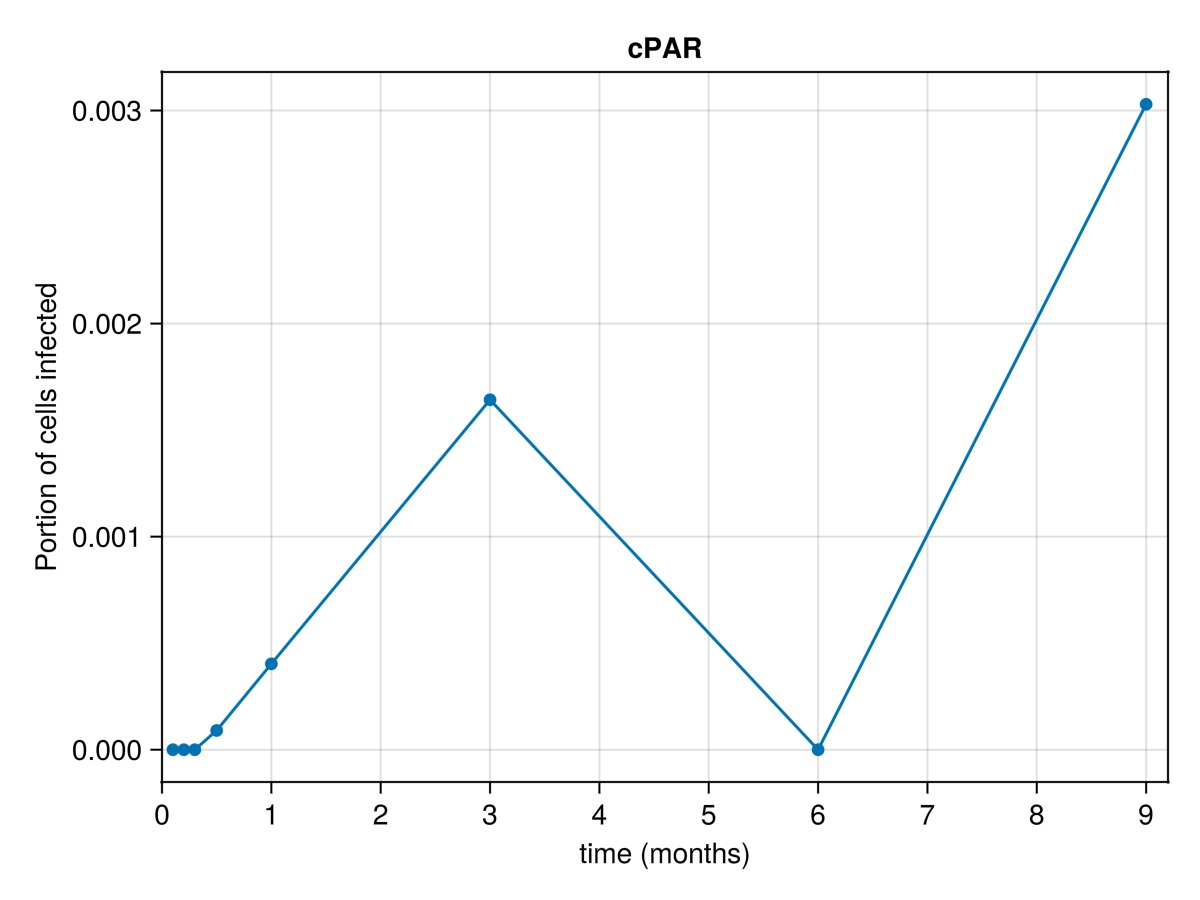 cPAR
0.003
0.002
0.001
0.000
Portion of cells infected
0 1 2 3 4 5 6 7 8 9
time (months)